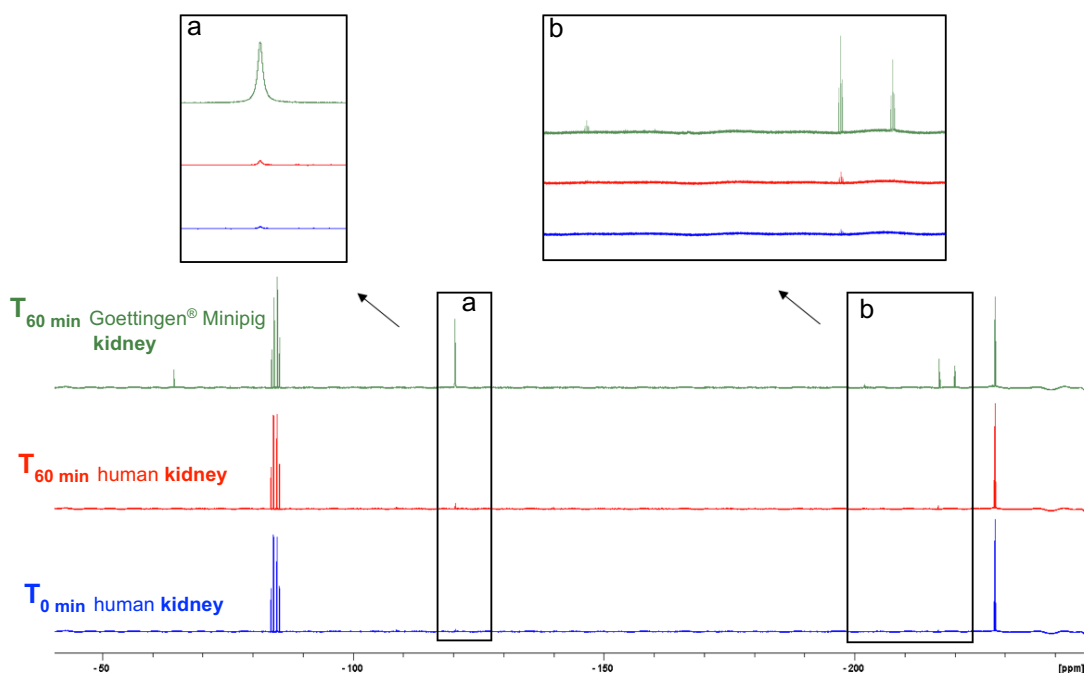 a
b
T60 min Goettingen® Minipig
kidney
a
b
T60 min human kidney
T0 min human kidney
-50
-100
-150
-200
[ppm]